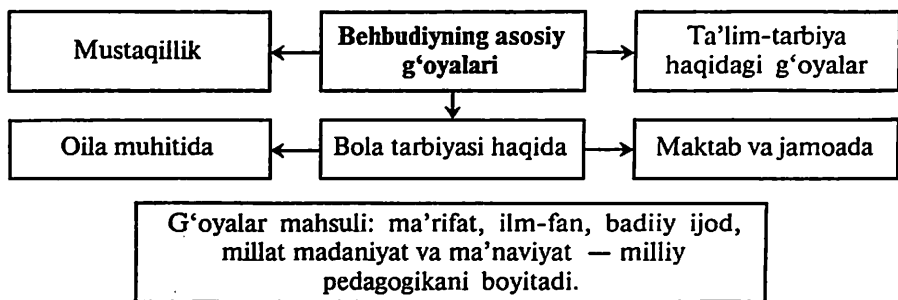 Mustaqillik
Behbudiyning asosiy
g‘oyalari
Ta’lim-tarbiya
haqidagi g‘oyalar
Oila muhitida
Bola tarbiyasi haqida
Maktab va jamoada
G‘oyalar mahsuli: ma’rifat, ilm-fan, badiiy ijod,
millat madaniyat va ma’naviyat — milliy
pedagogikani boyitadi.